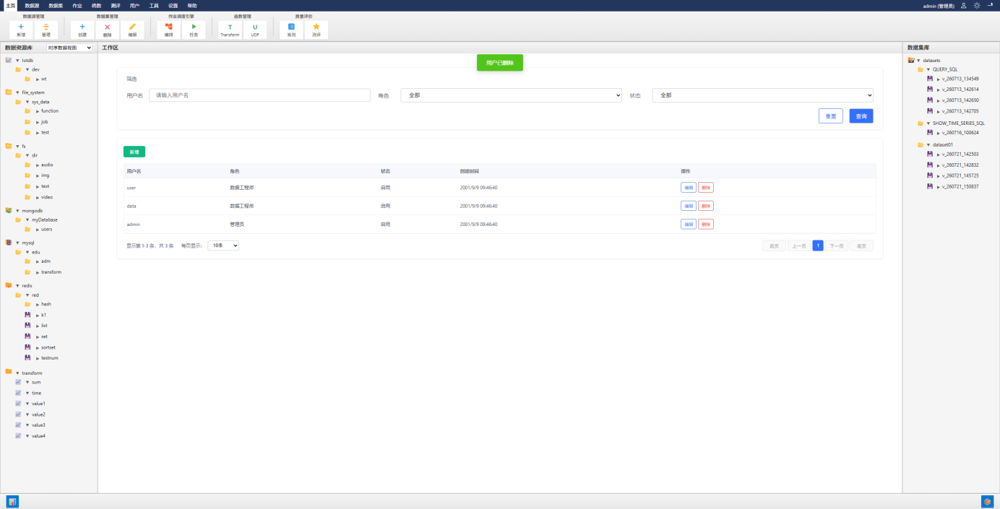 主页 数据源 数据集 作业 函数 测评 用户 工具 设置 帮助 admin (管理员)
数据源管理 数据集管理 作业调度引擎 函数管理 质量评价
新增 管理 创建 删除 编辑 编排 任务 Transform UDF 准则 测评
数据资源库 时序数据视图 工作区 数据集库
用户已删除
iotdb
dev
wt
file_system
sys_data
function
job
test
fs
dir
audio
img
text
video
mongodb
myDatabase
users
mysql
edu
adm
transform
redis
red
hash
k1
list
set
sortset
testnum
transform
sum
time
value1
value2
value3
value4
筛选
用户名 请输入用户名 角色 全部 状态 全部
重置 查询
新增
用户名 角色 状态 创建时间 操作
user 数据工程师 启用 2001/9/9 09:46:40 编辑 删除
data 数据工程师 启用 2001/9/9 09:46:40 编辑 删除
admin 管理员 启用 2001/9/9 09:46:40 编辑 删除
显示第 1-3 条，共 3 条 每页显示: 10条 首页 上一页 1 下一页 尾页
datasets
QUERY_SQL
v_260713_134549
v_260713_142614
v_260713_142650
v_260713_142705
SHOW_TIME_SERIES_SQL
v_260716_100624
dataset01
v_260721_142503
v_260721_142832
v_260721_145725
v_260721_150837